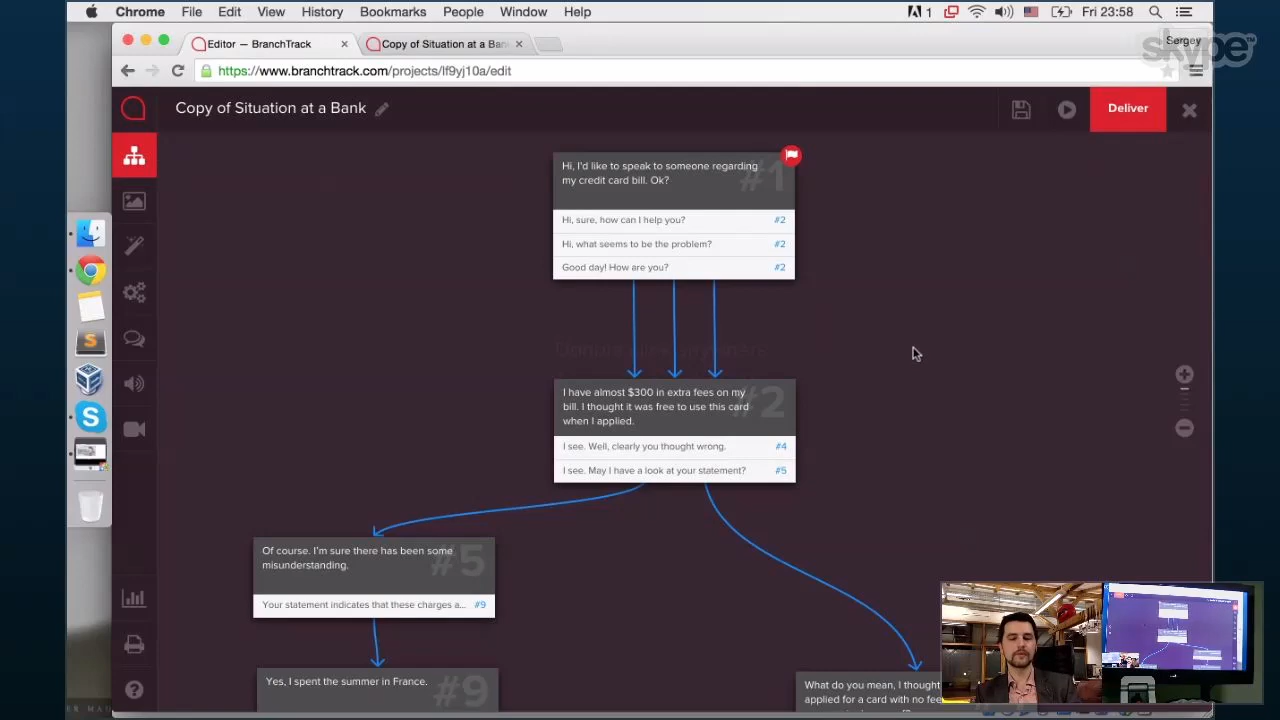 Chrome File Edit View History Bookmarks People Window Help
1 Fri 23:58
Editor — BranchTrack
Copy of Situation at a Ban
Sergey
skype™
https://www.branchtrack.com/projects/lf9yj10a/edit
Copy of Situation at a Bank
Deliver
#1
Hi, I'd like to speak to someone regarding
my credit card bill. Ok?
Hi, sure, how can I help you? #2
Hi, what seems to be the problem? #2
Good day! How are you? #2
#2
I have almost $300 in extra fees on my
bill. I thought it was free to use this card
when I applied.
I see. Well, clearly you thought wrong. #4
I see. May I have a look at your statement? #5
#5
Of course. I'm sure there has been some
misunderstanding.
Your statement indicates that these charges a... #9
#9
Yes, I spent the summer in France.
What do you mean, I thought
applied for a card with no fee